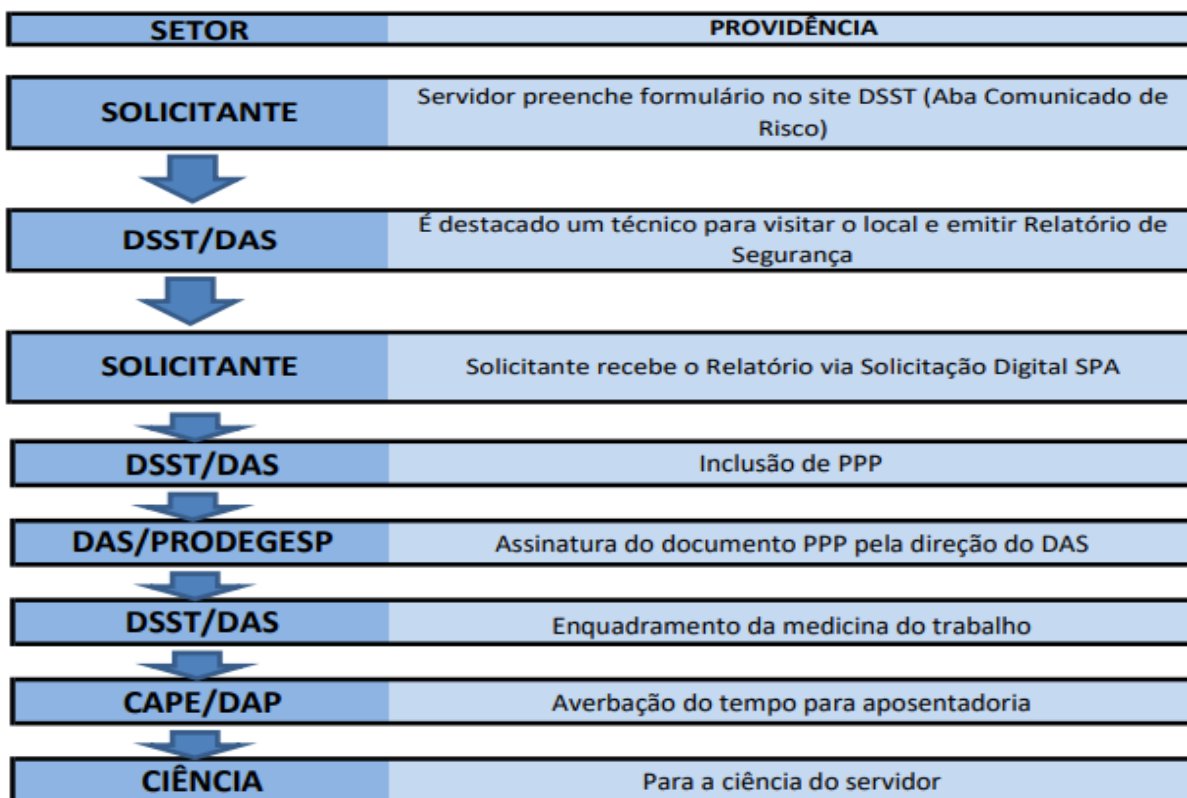 SETOR
PROVIDÊNCIA
SOLICITANTE
Servidor preenche formulário no site DSST (Aba Comunicado de
Risco)
DSST/DAS
É destacado um técnico para visitar o local e emitir Relatório de
Segurança
SOLICITANTE
Solicitante recebe o Relatório via Solicitação Digital SPA
DSST/DAS
Inclusão de PPP
DAS/PRODEGESP
Assinatura do documento PPP pela direção do DAS
DSST/DAS
Enquadramento da medicina do trabalho
CAPE/DAP
Averbação do tempo para aposentadoria
CIÊNCIA
Para a ciência do servidor